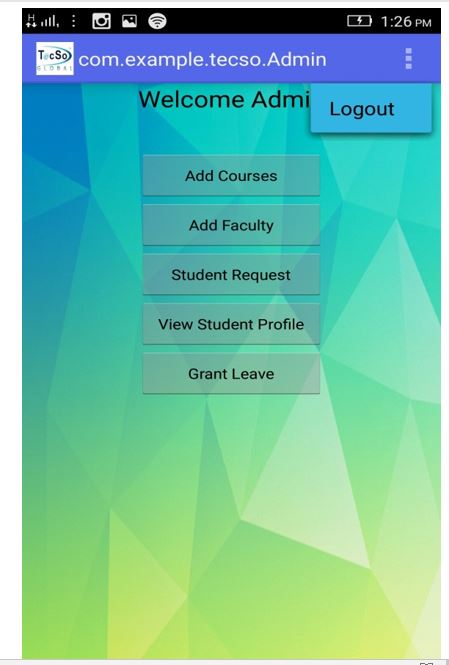 H
1:26 PM
TecSo
GLOBAL
com.example.tecso.Admin
Welcome Admi
Logout
Add Courses
Add Faculty
Student Request
View Student Profile
Grant Leave